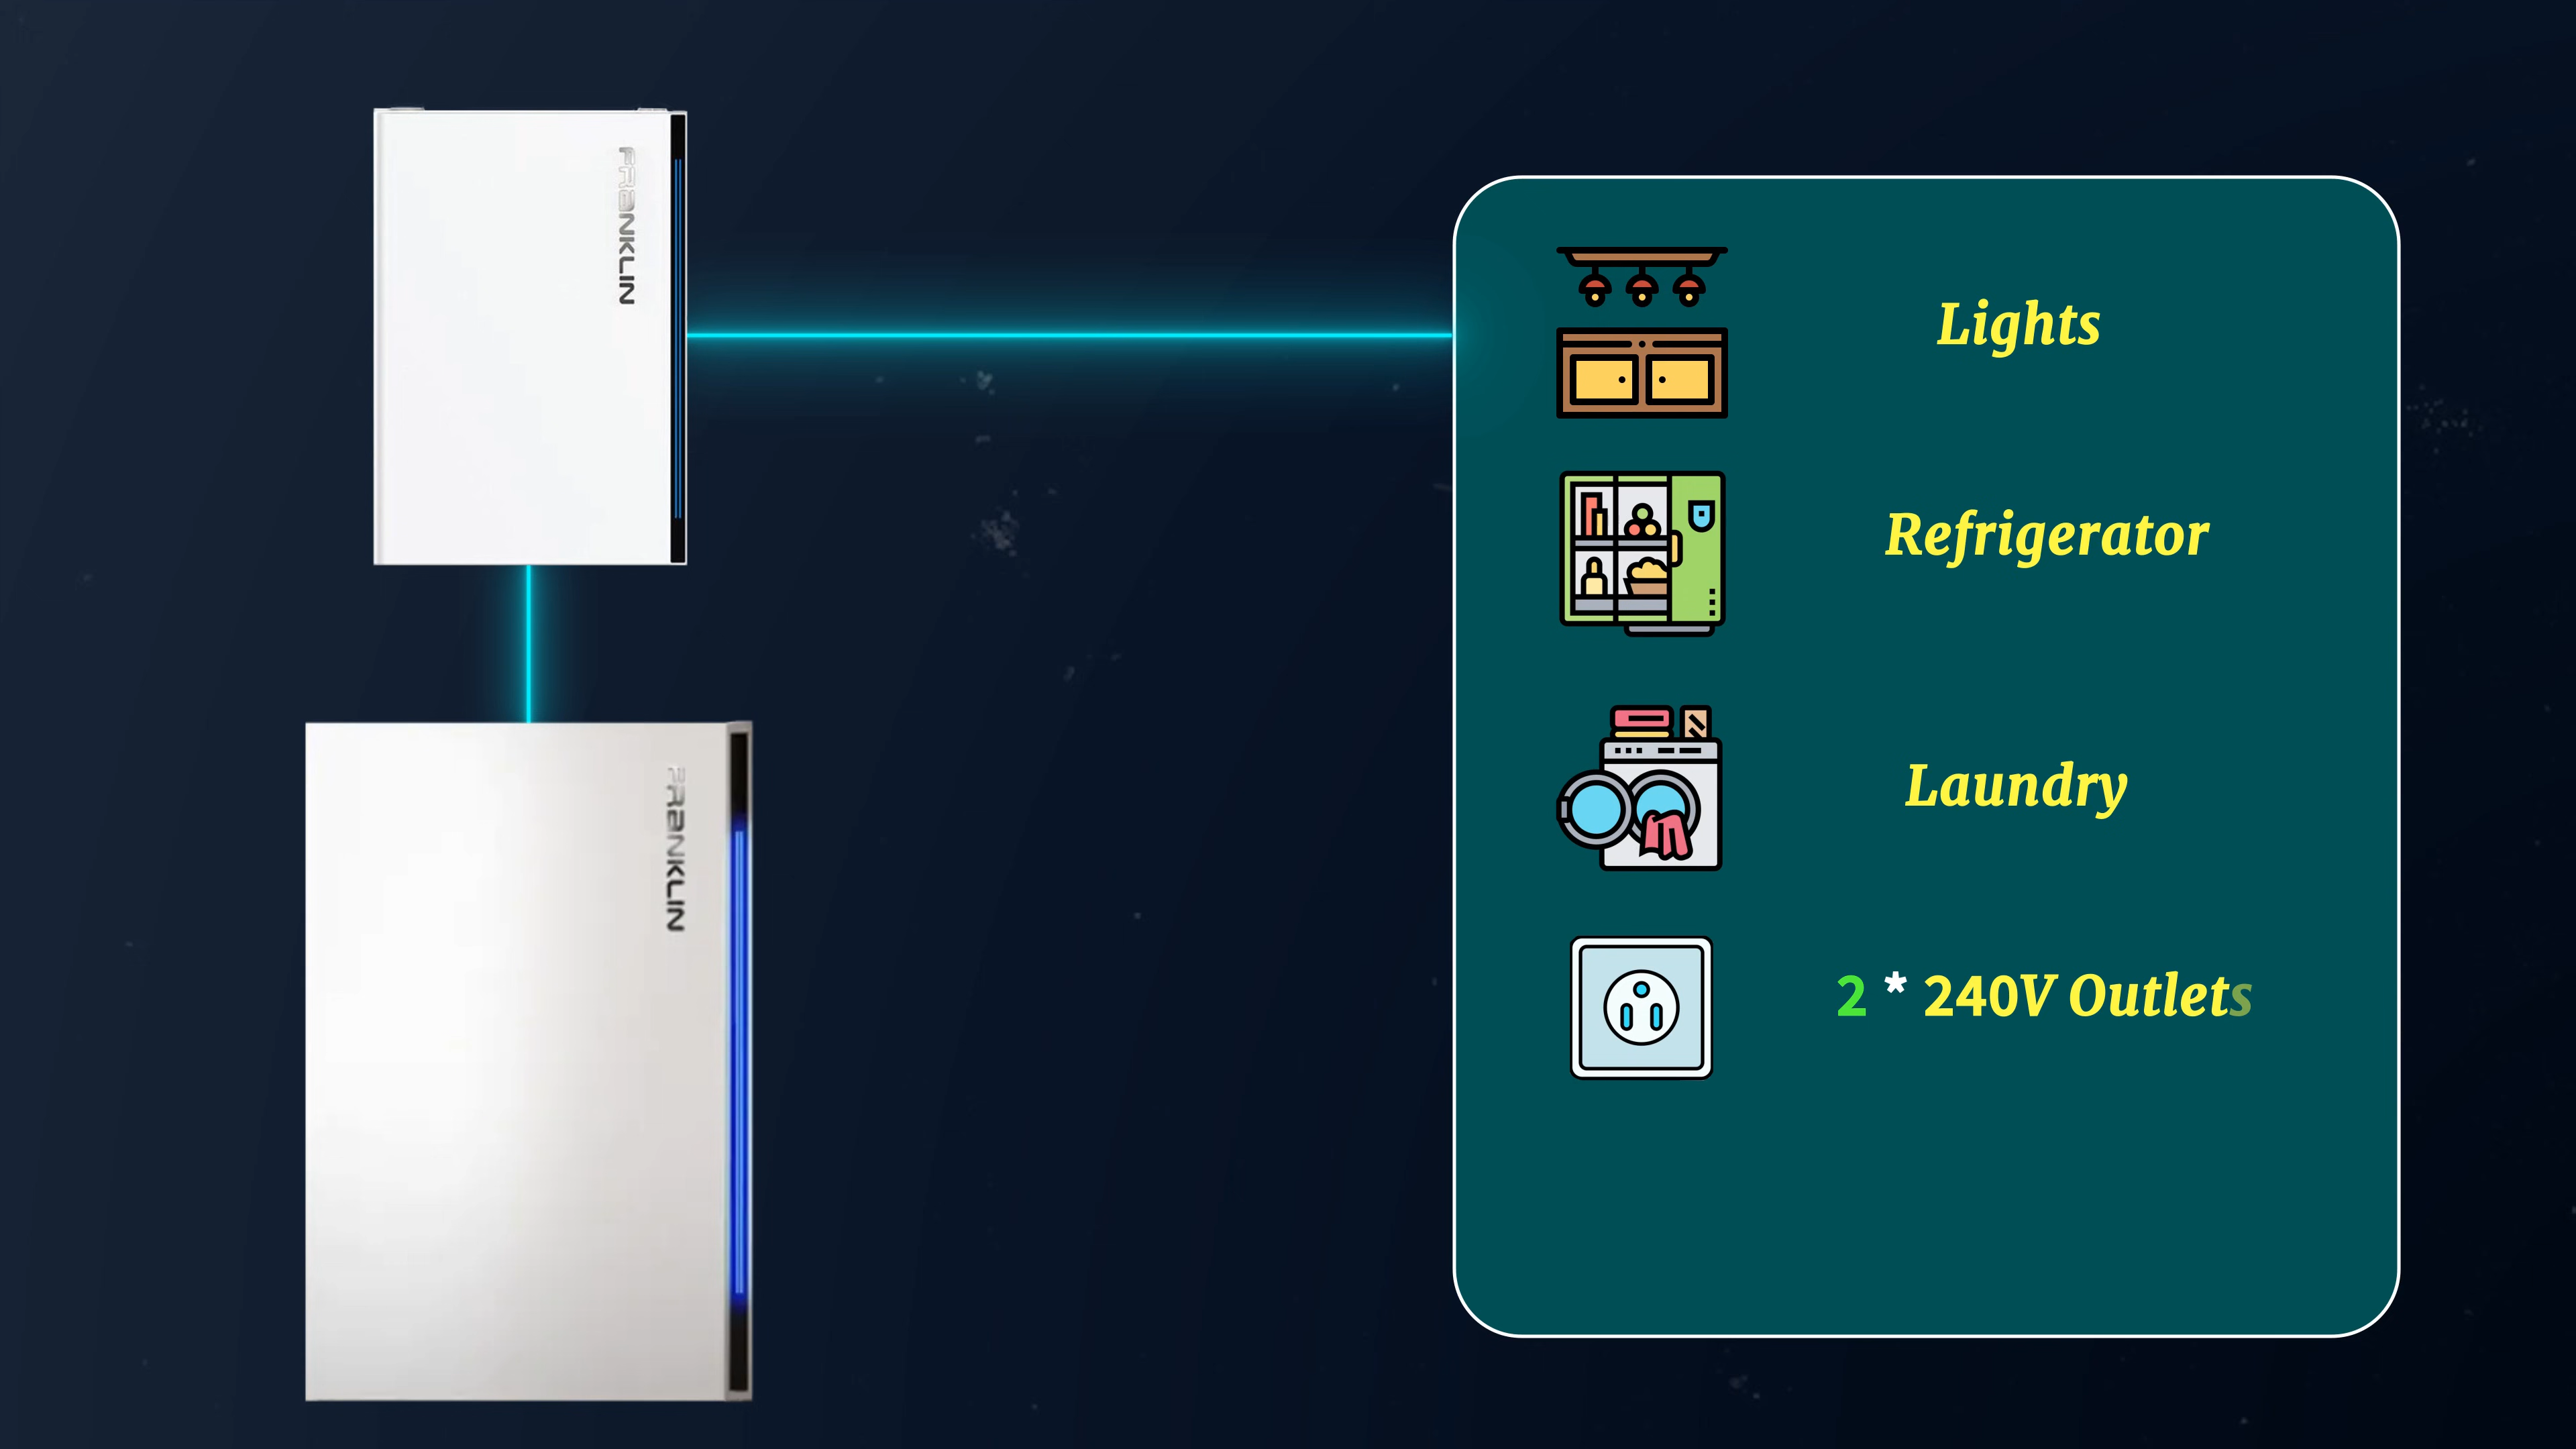 FRANKLIN
Lights
Refrigerator
Laundry
FRANKLIN
2 * 240V Outlets